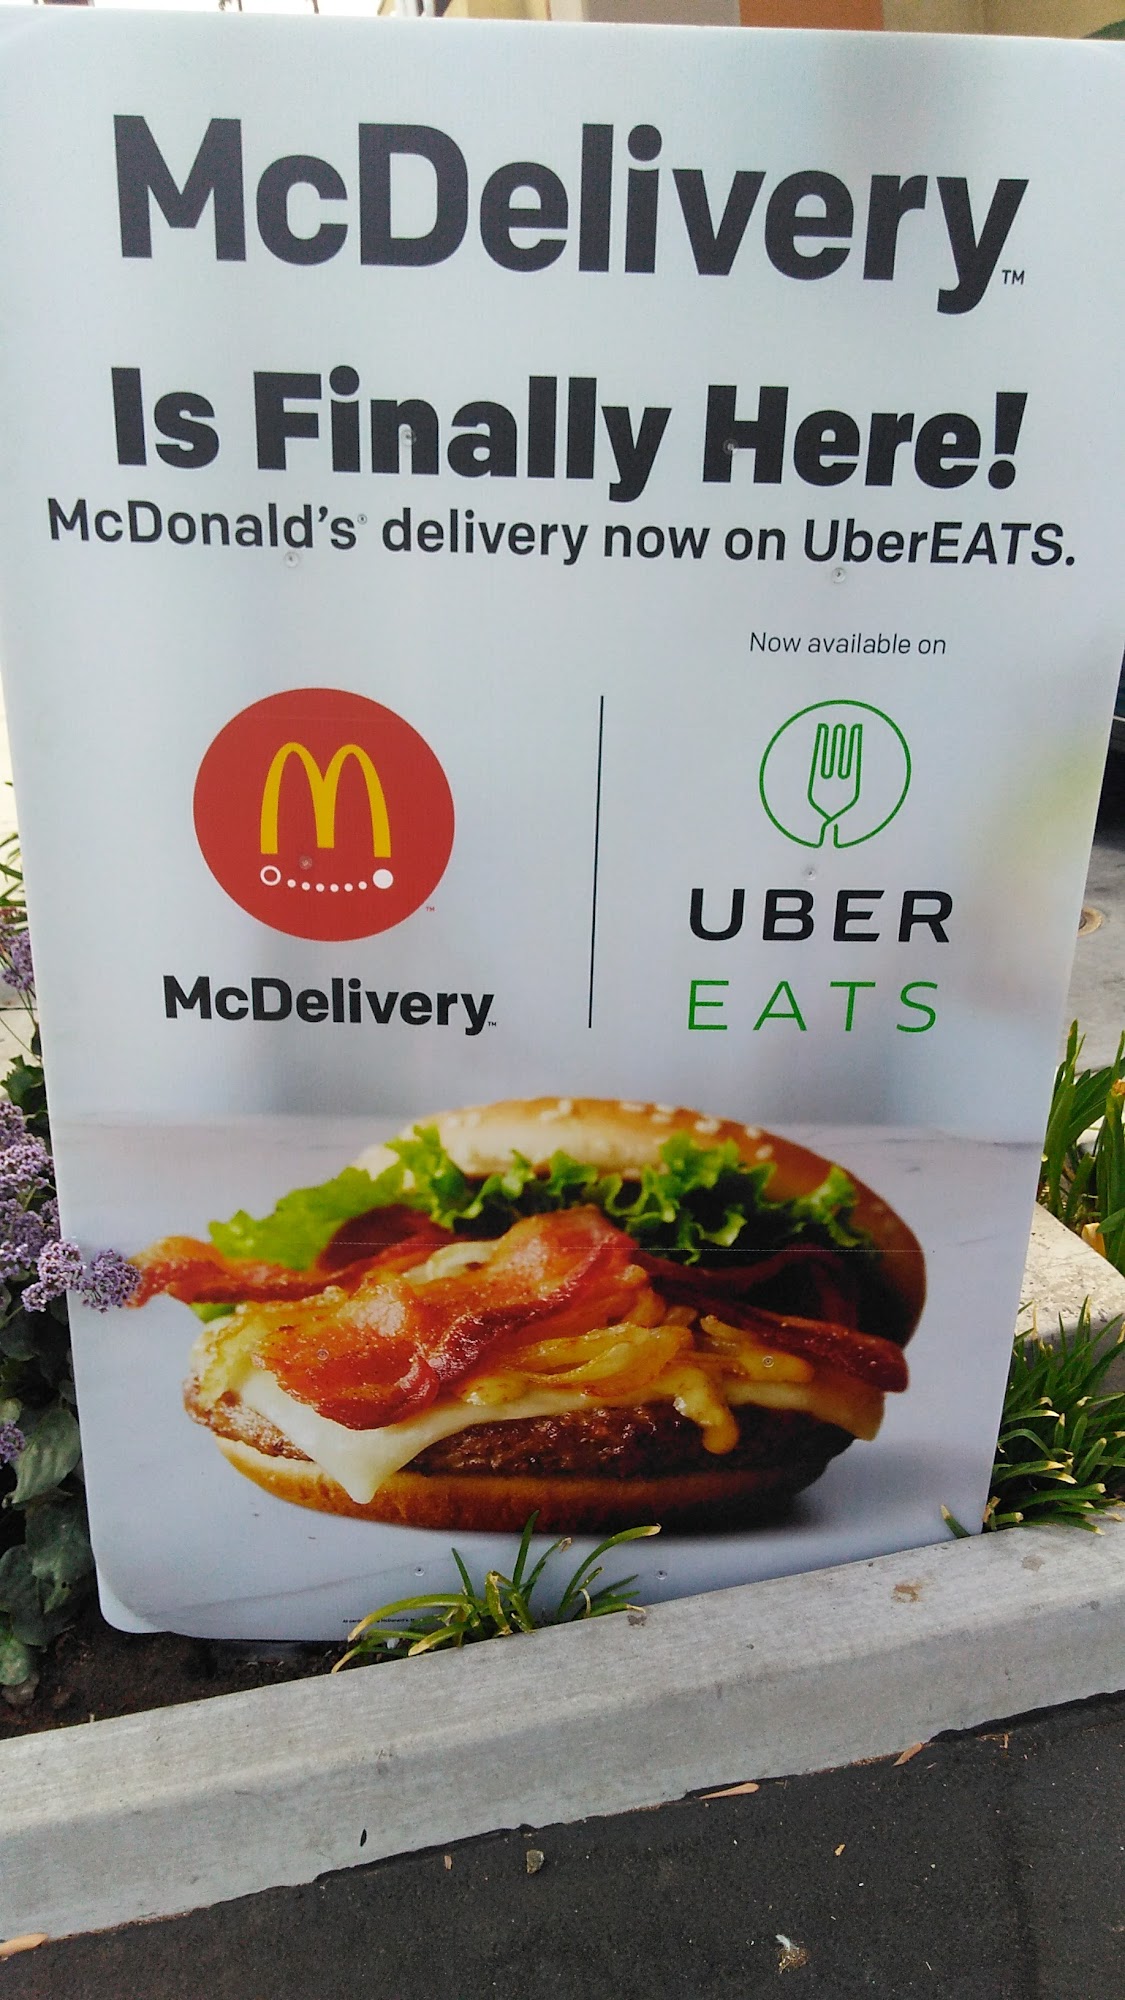 McDelivery™
Is Finally Here!
McDonald's® delivery now on UberEATS.
Now available on
McDelivery™
UBER
EATS